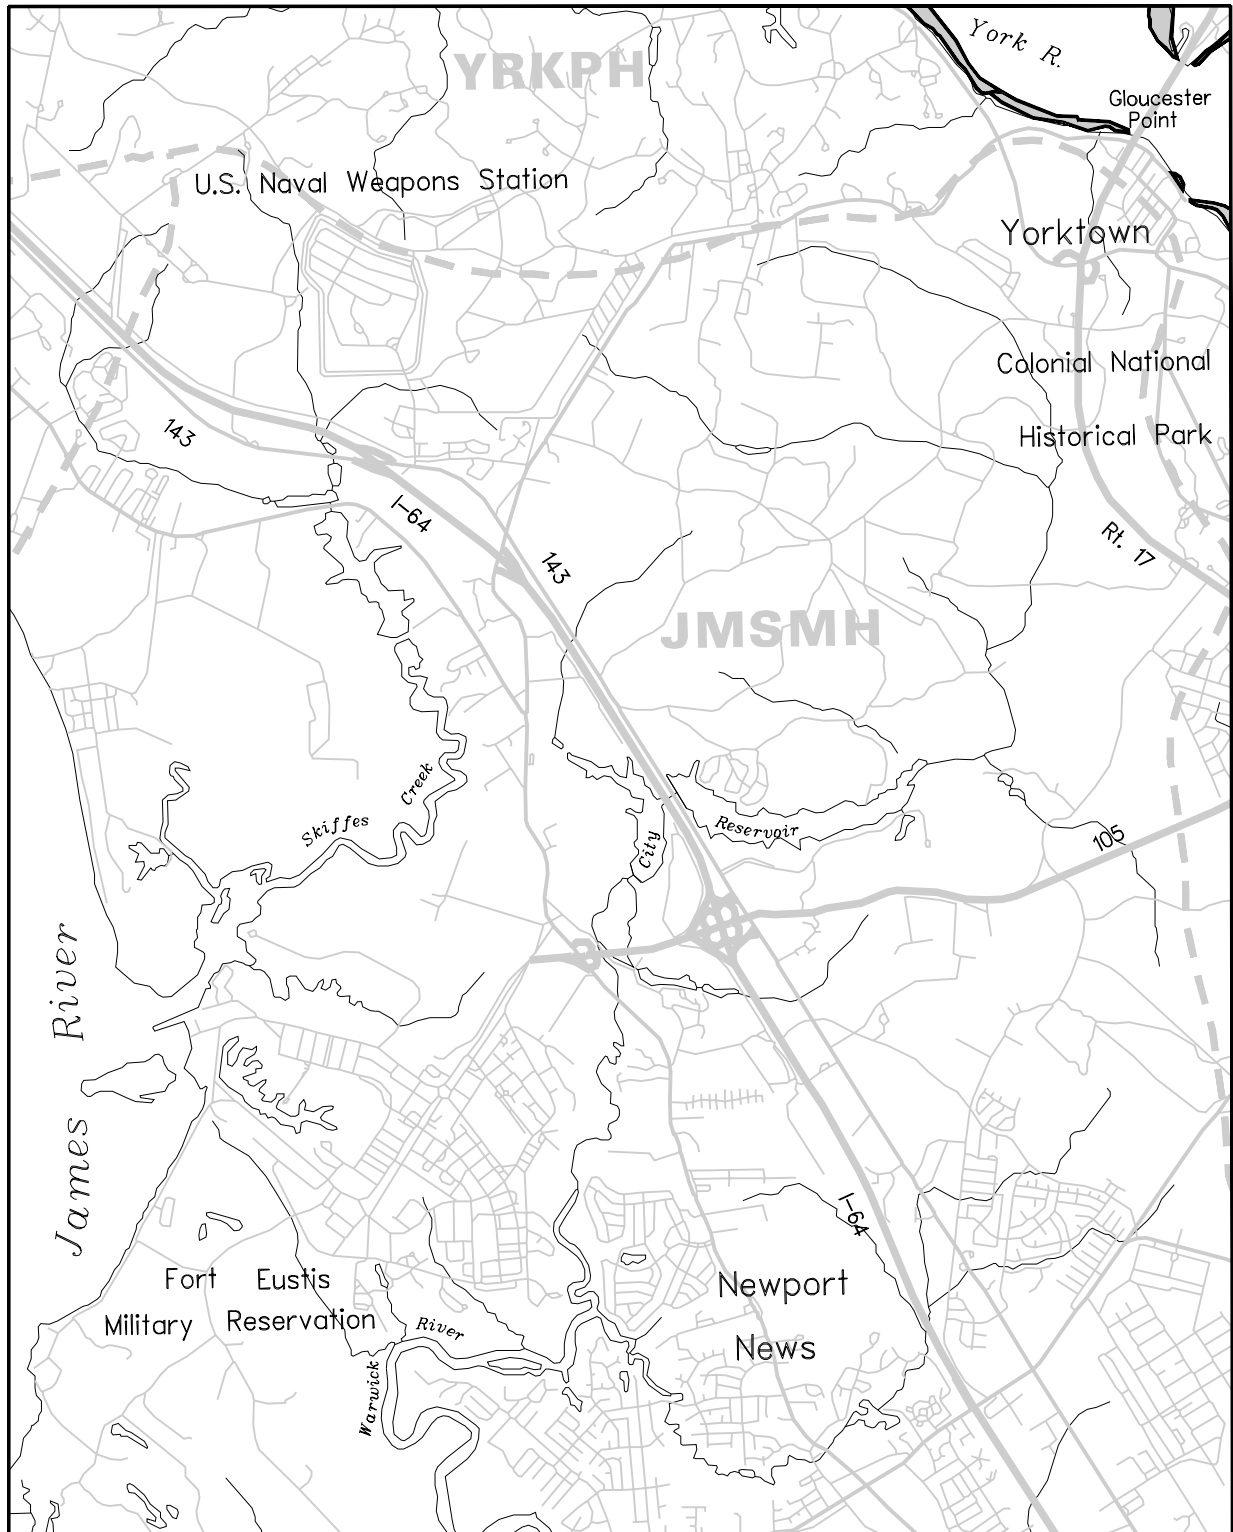 York R.
YRKPH
Gloucester
Point
U.S. Naval Weapons Station
Yorktown
Colonial National
143
Historical Park
I-64
Rt. 17
143
JMSMH
Creek
Skiffes
Reservoir
City
105
James River
I-64
Fort Eustis
Military Reservation
Newport
News
River
Warwick